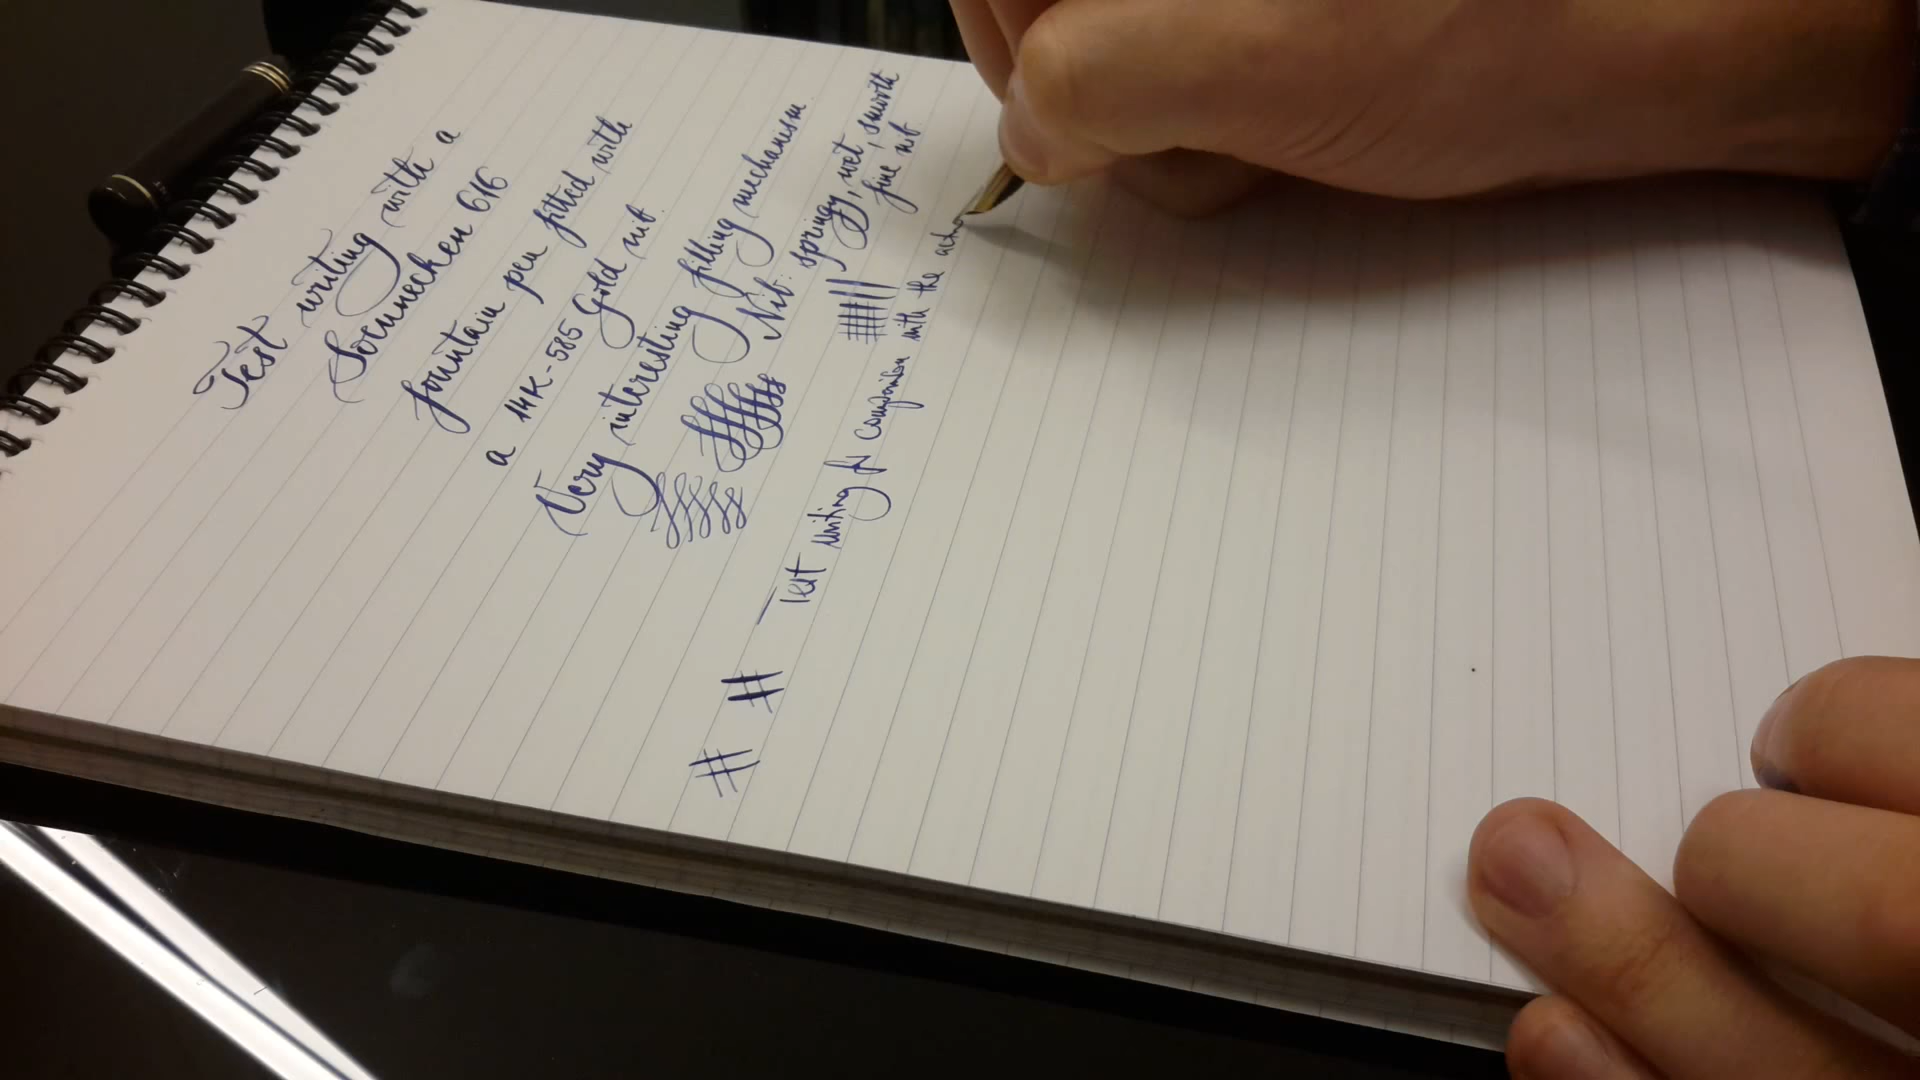 Test writing with a
Soennecken 616
fountain pen fitted with
a 14K-585 Gold nib.
Very interesting filling mechanism
Nib: springy, wet, smooth
fine nib.
Test writing for comparison with the